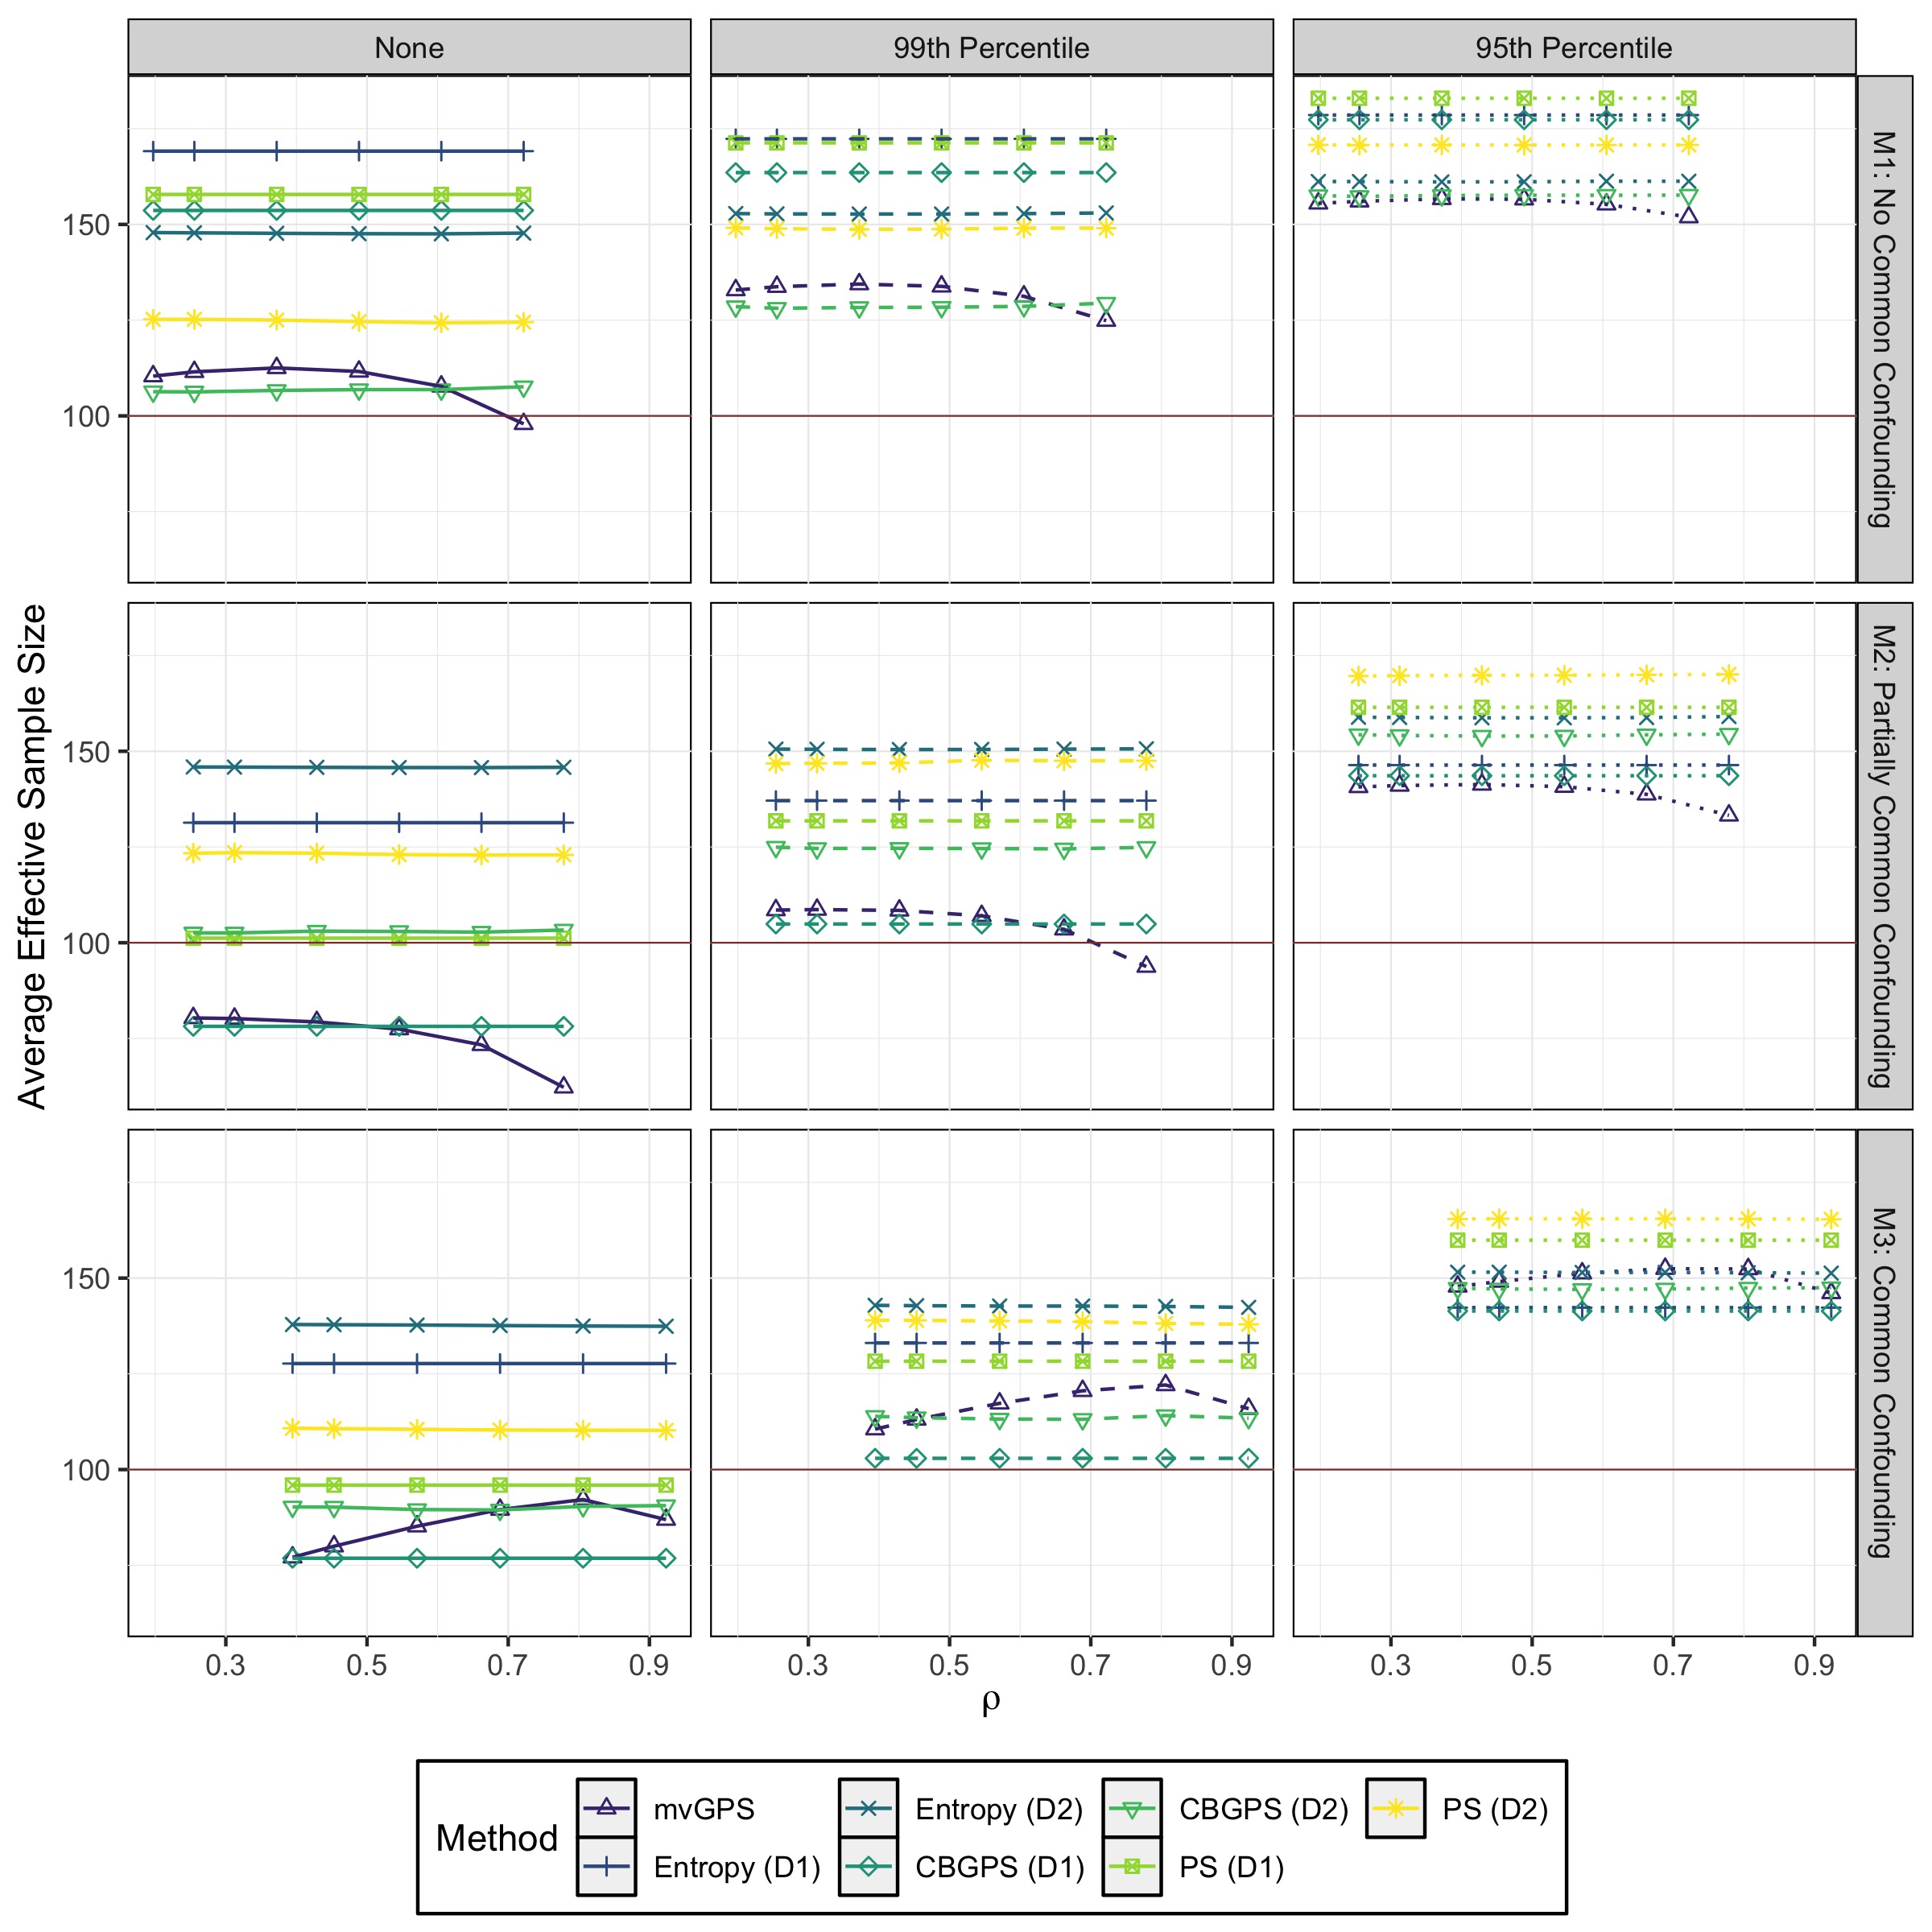 None
99th Percentile
95th Percentile
150
100
M1: No Common Confounding
Average Effective Sample Size
150
100
M2: Partially Common Confounding
150
100
M3: Common Confounding
0.3 0.5 0.7 0.9
0.3 0.5 0.7 0.9
0.3 0.5 0.7 0.9
ρ
Method
mvGPS
Entropy (D2)
CBGPS (D2)
PS (D2)
Entropy (D1)
CBGPS (D1)
PS (D1)